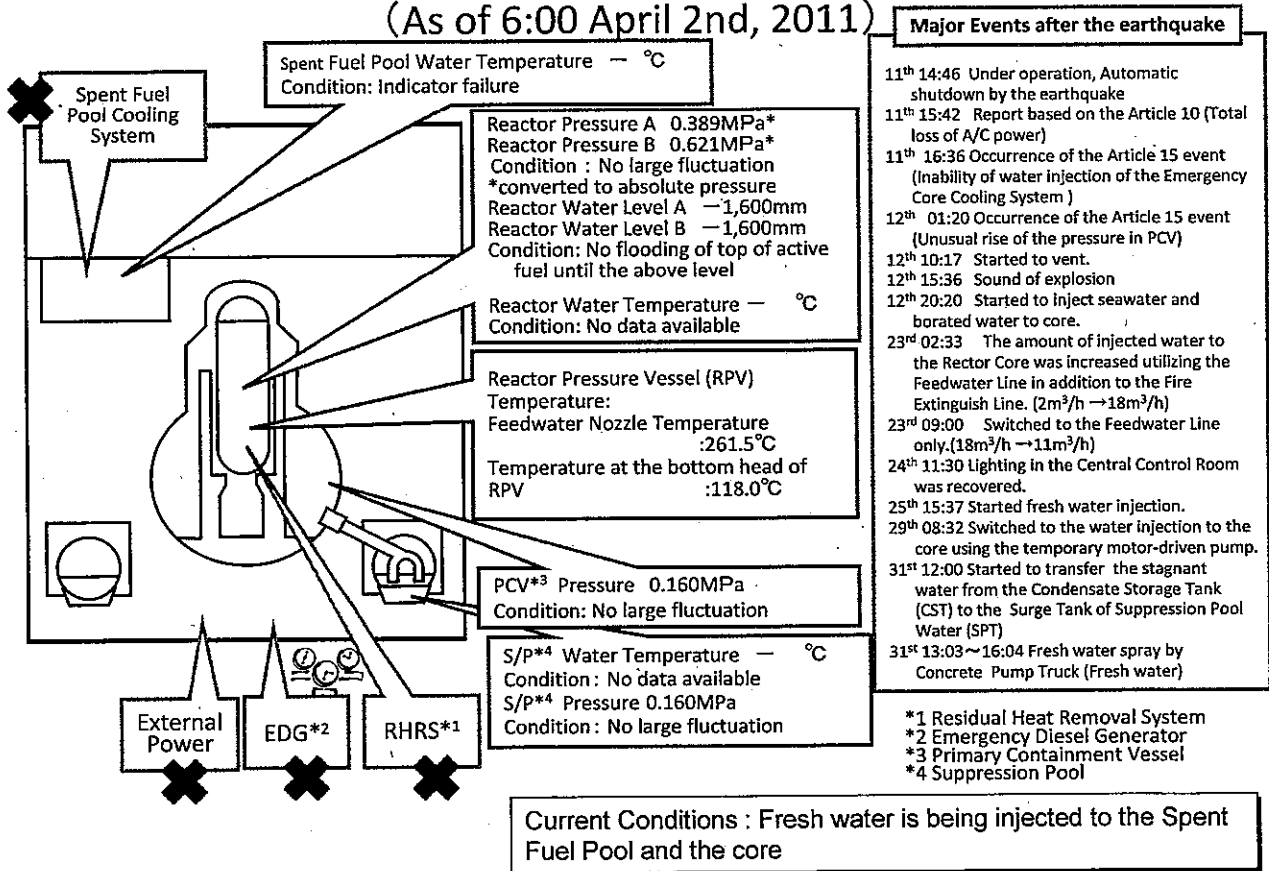 (As of 6:00 April 2nd, 2011)
Spent Fuel
Pool Cooling
System
Spent Fuel Pool Water Temperature － ℃
Condition: Indicator failure
Reactor Pressure A 0.389MPa*
Reactor Pressure B 0.621MPa*
Condition : No large fluctuation
*converted to absolute pressure
Reactor Water Level A －1,600mm
Reactor Water Level B －1,600mm
Condition: No flooding of top of active
fuel until the above level
Reactor Water Temperature － ℃
Condition: No data available
Reactor Pressure Vessel (RPV)
Temperature:
Feedwater Nozzle Temperature
:261.5℃
Temperature at the bottom head of
RPV :118.0℃
PCV*3 Pressure 0.160MPa
Condition: No large fluctuation
S/P*4 Water Temperature － ℃
Condition : No data available
S/P*4 Pressure 0.160MPa
Condition : No large fluctuation
External
Power
EDG*2
RHRS*1
Major Events after the earthquake
11th 14:46 Under operation, Automatic
shutdown by the earthquake
11th 15:42 Report based on the Article 10 (Total
loss of A/C power)
11th 16:36 Occurrence of the Article 15 event
(Inability of water injection of the Emergency
Core Cooling System )
12th 01:20 Occurrence of the Article 15 event
(Unusual rise of the pressure in PCV)
12th 10:17 Started to vent.
12th 15:36 Sound of explosion
12th 20:20 Started to inject seawater and
borated water to core.
23rd 02:33 The amount of injected water to
the Rector Core was increased utilizing the
Feedwater Line in addition to the Fire
Extinguish Line. (2m³/h →18m³/h)
23rd 09:00 Switched to the Feedwater Line
only.(18m³/h →11m³/h)
24th 11:30 Lighting in the Central Control Room
was recovered.
25th 15:37 Started fresh water injection.
29th 08:32 Switched to the water injection to the
core using the temporary motor-driven pump.
31st 12:00 Started to transfer the stagnant
water from the Condensate Storage Tank
(CST) to the Surge Tank of Suppression Pool
Water (SPT)
31st 13:03～16:04 Fresh water spray by
Concrete Pump Truck (Fresh water)
*1 Residual Heat Removal System
*2 Emergency Diesel Generator
*3 Primary Containment Vessel
*4 Suppression Pool
Current Conditions : Fresh water is being injected to the Spent
Fuel Pool and the core